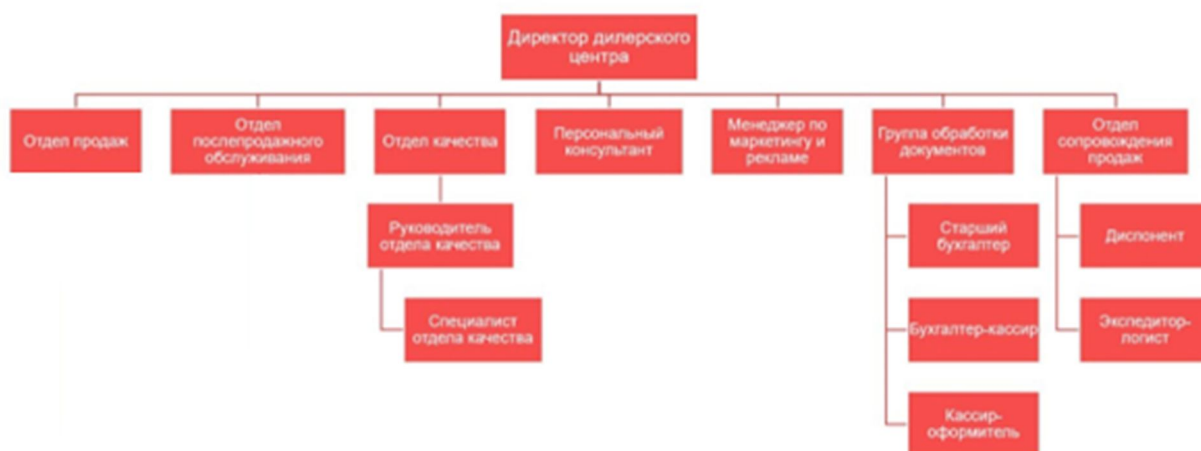 Директор дилерского
центра
Отдел продаж
Отдел
послепродажного
обслуживания
Отдел качества
Персональный
консультант
Менеджер по
маркетингу и
рекламе
Группа обработки
документов
Отдел
сопровождения
продаж
Руководитель
отдела качества
Старший
бухгалтер
Диспонент
Специалист
отдела качества
Бухгалтер-кассир
Экспедитор-
логист
Кассир-
оформитель